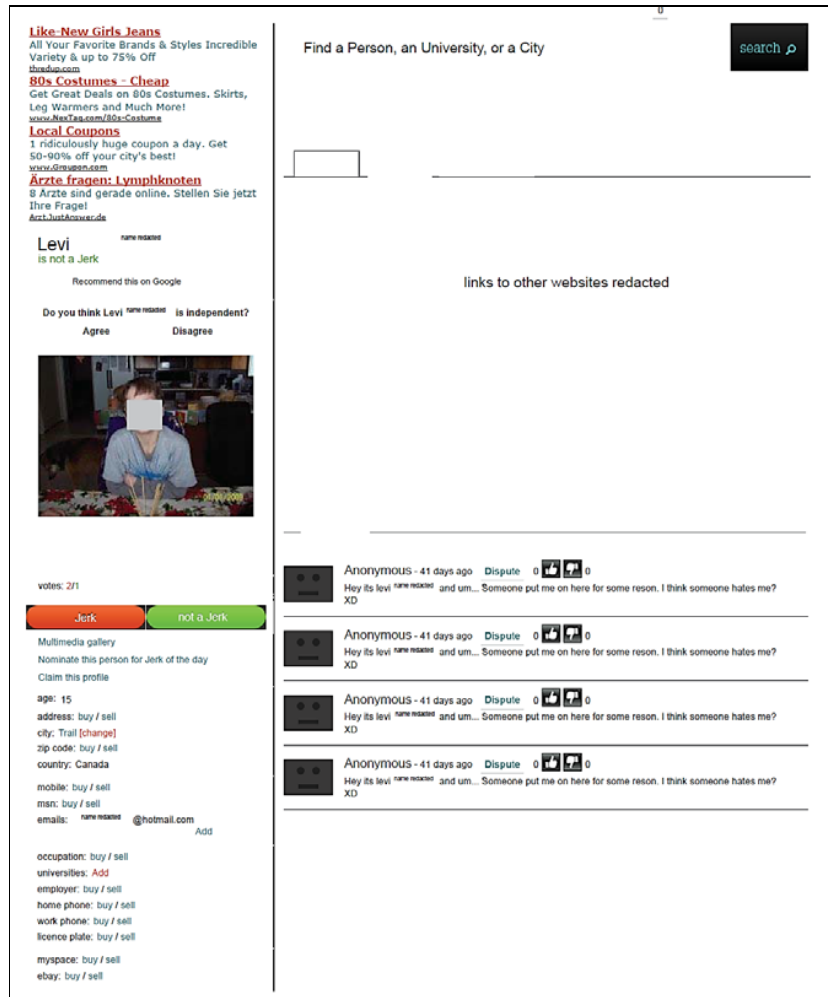 0
Like-New Girls Jeans
All Your Favorite Brands & Styles Incredible
Variety & up to 75% Off
thredup.com
80s Costumes - Cheap
Get Great Deals on 80s Costumes. Skirts,
Leg Warmers and Much More!
www.NexTag.com/80s-Costume
Local Coupons
1 ridiculously huge coupon a day. Get
50-90% off your city's best!
www.Groupon.com
Ärzte fragen: Lymphknoten
8 Ärzte sind gerade online. Stellen Sie jetzt
Ihre Frage!
Arzt.JustAnswer.de
Levi name redacted
is not a Jerk
Recommend this on Google
Do you think Levi name redacted is independent?
Agree Disagree
01/06/2009
votes: 2/1
Jerk not a Jerk
Multimedia gallery
Nominate this person for Jerk of the day
Claim this profile
age: 15
address: buy / sell
city: Trail [change]
zip code: buy / sell
country: Canada
mobile: buy / sell
msn: buy / sell
emails: name redacted @hotmail.com
Add
occupation: buy / sell
universities: Add
employer: buy / sell
home phone: buy / sell
work phone: buy / sell
licence plate: buy / sell
myspace: buy / sell
ebay: buy / sell
Find a Person, an University, or a City
search
links to other websites redacted
Anonymous - 41 days ago Dispute 0 0
Hey its levi name redacted and um... Someone put me on here for some reson. I think someone hates me?
XD
Anonymous - 41 days ago Dispute 0 0
Hey its levi name redacted and um... Someone put me on here for some reson. I think someone hates me?
XD
Anonymous - 41 days ago Dispute 0 0
Hey its levi name redacted and um... Someone put me on here for some reson. I think someone hates me?
XD
Anonymous - 41 days ago Dispute 0 0
Hey its levi name redacted and um... Someone put me on here for some reson. I think someone hates me?
XD